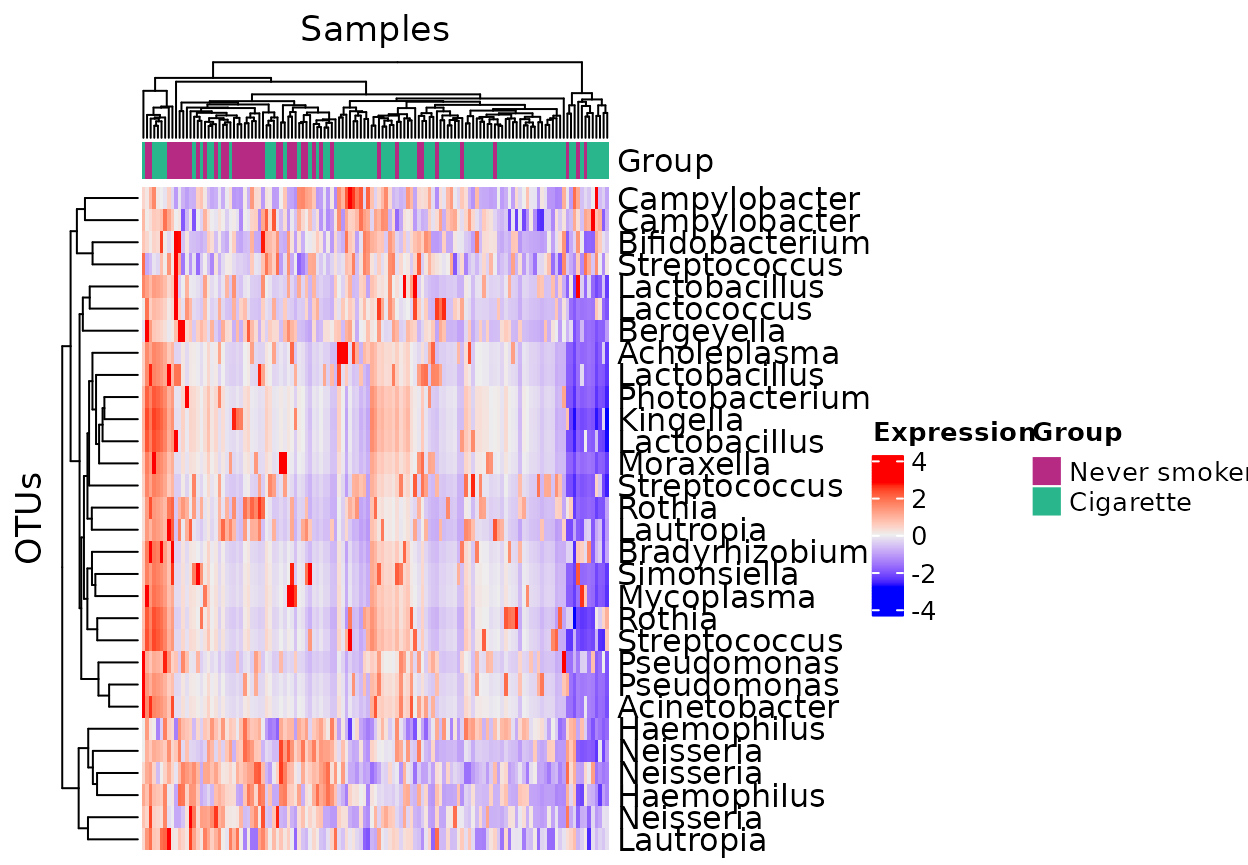 Samples
Group
Campylobacter
Campylobacter
Bifidobacterium
Streptococcus
Lactobacillus
Lactococcus
Bergeyella
Acholeplasma
Lactobacillus
Photobacterium
Kingella
Lactobacillus
Moraxella
Streptococcus
Rothia
Lautropia
Bradyrhizobium
Simonsiella
Mycoplasma
Rothia
Streptococcus
Pseudomonas
Pseudomonas
Acinetobacter
Haemophilus
Neisseria
Neisseria
Haemophilus
Neisseria
Lautropia
OTUs
Expression
4
2
0
-2
-4
Group
Never smoker
Cigarette